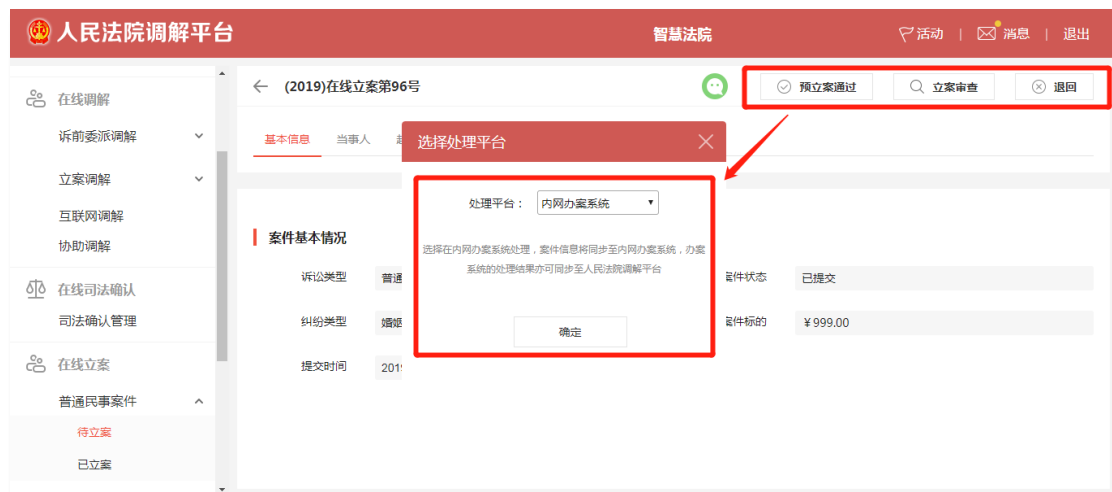 人民法院调解平台
智慧法院
活动 | 消息 | 退出
在线调解
诉前委派调解
立案调解
互联网调解
协助调解
在线司法确认
司法确认管理
在线立案
普通民事案件
待立案
已立案
(2019)在线立案第96号
预立案通过
立案审查
退回
基本信息
当事人
选择处理平台
处理平台：
内网办案系统
选择在内网办案系统处理，案件信息将同步至内网办案系统，办案
系统的处理结果亦可同步至人民法院调解平台
确定
案件基本情况
诉讼类型
普通
案件状态
已提交
纠纷类型
婚姻
案件标的
¥ 999.00
提交时间
201